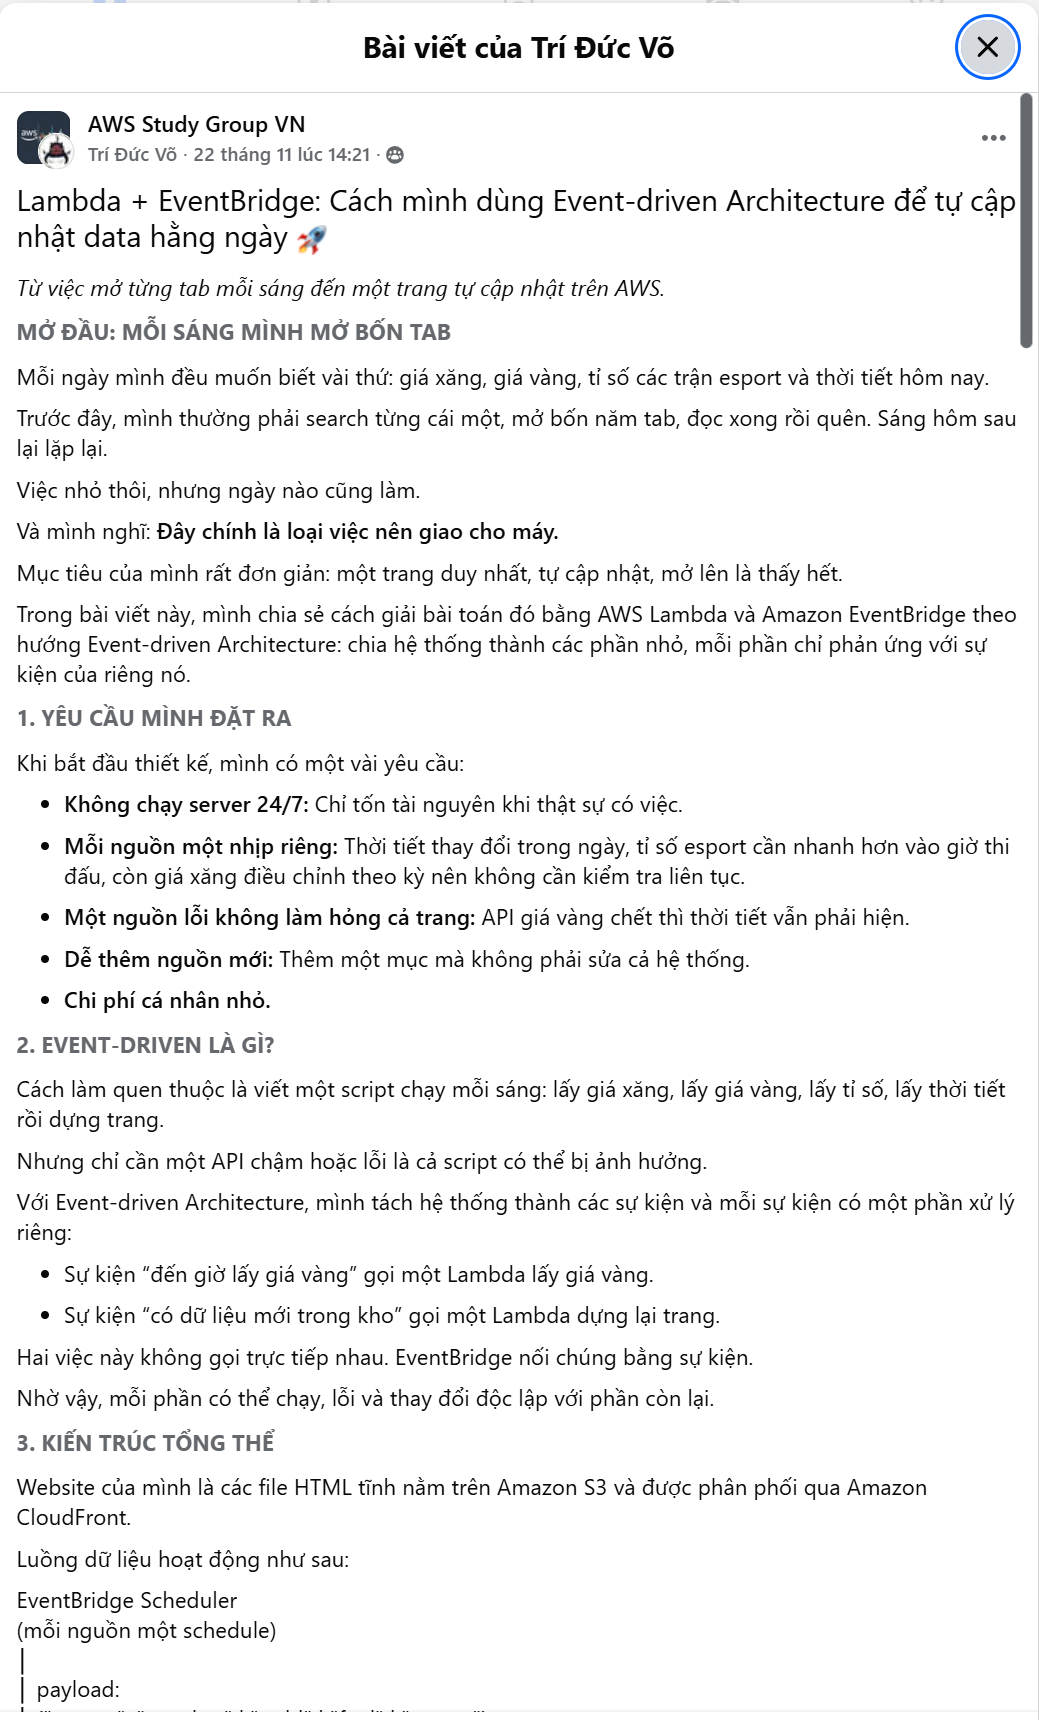 Bài viết của Trí Đức Võ
AWS Study Group VN
Trí Đức Võ · 22 tháng 11 lúc 14:21 ·
Lambda + EventBridge: Cách mình dùng Event-driven Architecture để tự cập
nhật data hằng ngày 🚀
Từ việc mở từng tab mỗi sáng đến một trang tự cập nhật trên AWS.
MỞ ĐẦU: MỖI SÁNG MÌNH MỞ BỐN TAB
Mỗi ngày mình đều muốn biết vài thứ: giá xăng, giá vàng, tỉ số các trận esport và thời tiết hôm nay.
Trước đây, mình thường phải search từng cái một, mở bốn năm tab, đọc xong rồi quên. Sáng hôm sau
lại lặp lại.
Việc nhỏ thôi, nhưng ngày nào cũng làm.
Và mình nghĩ: Đây chính là loại việc nên giao cho máy.
Mục tiêu của mình rất đơn giản: một trang duy nhất, tự cập nhật, mở lên là thấy hết.
Trong bài viết này, mình chia sẻ cách giải bài toán đó bằng AWS Lambda và Amazon EventBridge theo
hướng Event-driven Architecture: chia hệ thống thành các phần nhỏ, mỗi phần chỉ phản ứng với sự
kiện của riêng nó.
1. YÊU CẦU MÌNH ĐẶT RA
Khi bắt đầu thiết kế, mình có một vài yêu cầu:
• Không chạy server 24/7: Chỉ tốn tài nguyên khi thật sự có việc.
• Mỗi nguồn một nhịp riêng: Thời tiết thay đổi trong ngày, tỉ số esport cần nhanh hơn vào giờ thi
đấu, còn giá xăng điều chỉnh theo kỳ nên không cần kiểm tra liên tục.
• Một nguồn lỗi không làm hỏng cả trang: API giá vàng chết thì thời tiết vẫn phải hiện.
• Dễ thêm nguồn mới: Thêm một mục mà không phải sửa cả hệ thống.
• Chi phí cá nhân nhỏ.
2. EVENT-DRIVEN LÀ GÌ?
Cách làm quen thuộc là viết một script chạy mỗi sáng: lấy giá xăng, lấy giá vàng, lấy tỉ số, lấy thời tiết
rồi dựng trang.
Nhưng chỉ cần một API chậm hoặc lỗi là cả script có thể bị ảnh hưởng.
Với Event-driven Architecture, mình tách hệ thống thành các sự kiện và mỗi sự kiện có một phần xử lý
riêng:
• Sự kiện “đến giờ lấy giá vàng” gọi một Lambda lấy giá vàng.
• Sự kiện “có dữ liệu mới trong kho” gọi một Lambda dựng lại trang.
Hai việc này không gọi trực tiếp nhau. EventBridge nối chúng bằng sự kiện.
Nhờ vậy, mỗi phần có thể chạy, lỗi và thay đổi độc lập với phần còn lại.
3. KIẾN TRÚC TỔNG THỂ
Website của mình là các file HTML tĩnh nằm trên Amazon S3 và được phân phối qua Amazon
CloudFront.
Luồng dữ liệu hoạt động như sau:
EventBridge Scheduler
(mỗi nguồn một schedule)
│
│ payload: